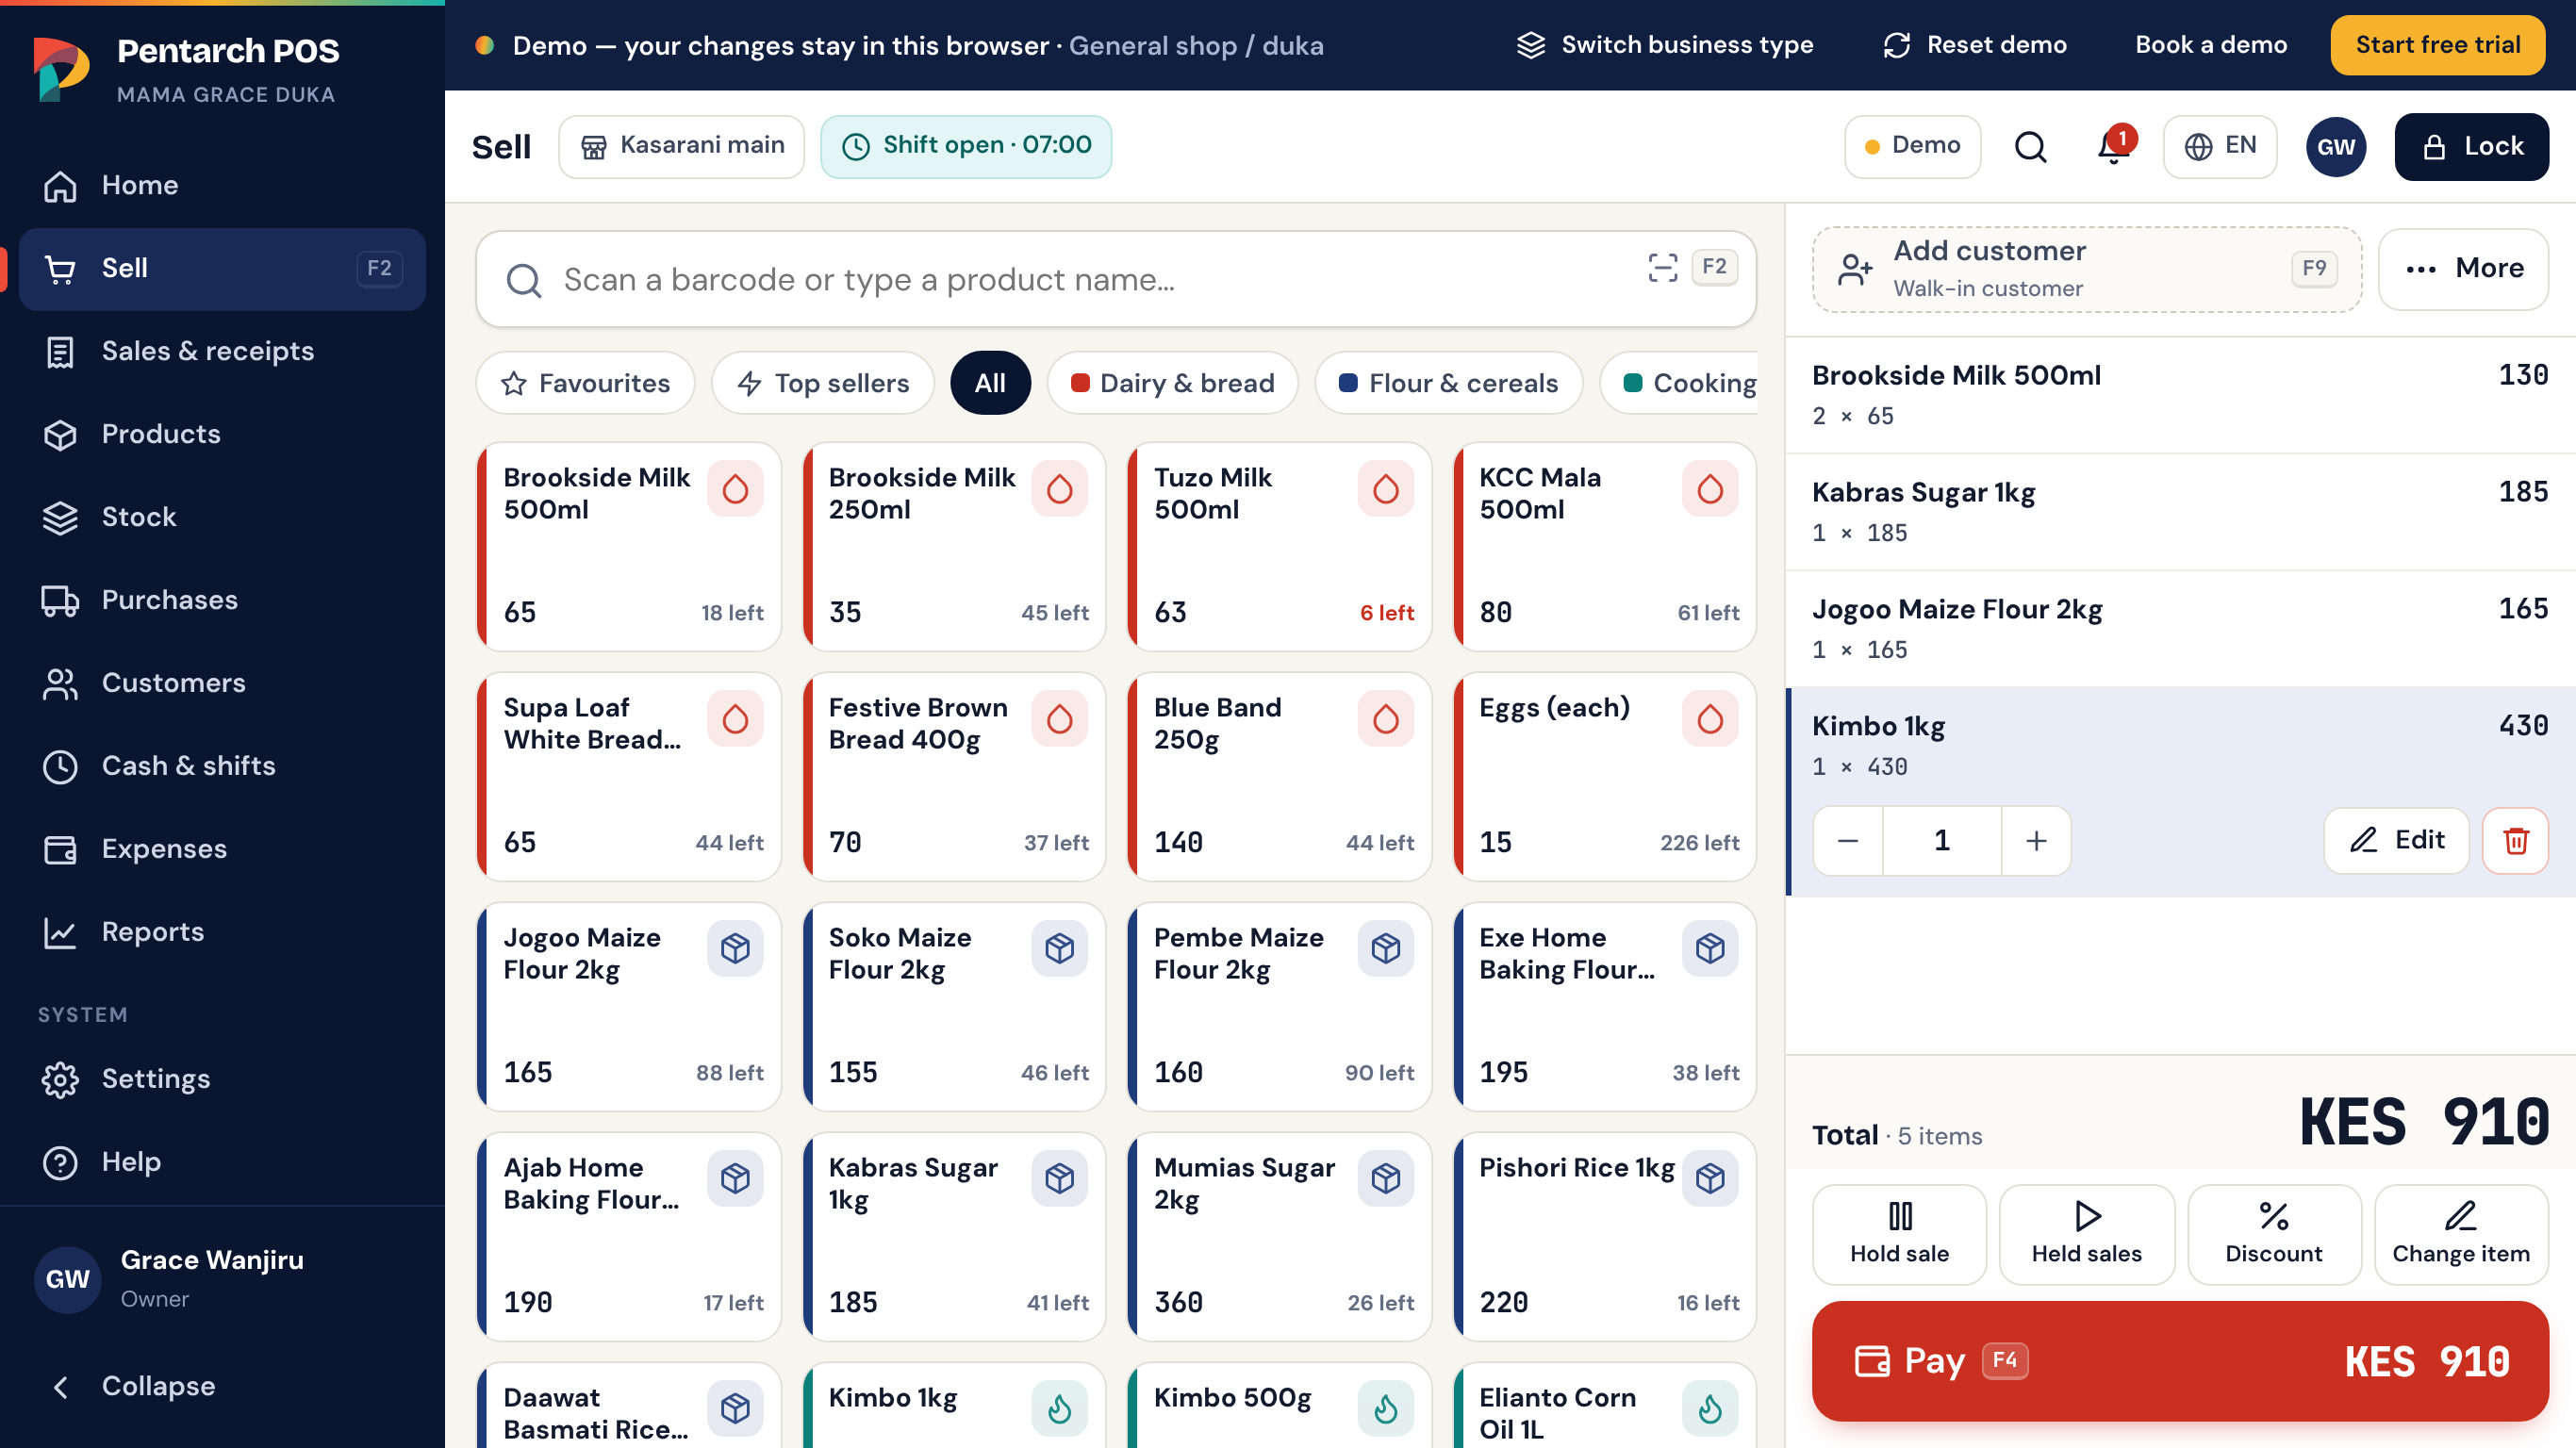 Pentarch POS
MAMA GRACE DUKA
Home
Sell F2
Sales & receipts
Products
Stock
Purchases
Customers
Cash & shifts
Expenses
Reports
SYSTEM
Settings
Help
GW
Grace Wanjiru
Owner
Collapse
Demo — your changes stay in this browser · General shop / duka
Switch business type
Reset demo
Book a demo
Start free trial
Sell
Kasarani main
Shift open · 07:00
Demo
1
EN
GW
Lock
Scan a barcode or type a product name...
F2
Favourites
Top sellers
All
Dairy & bread
Flour & cereals
Cooking
Brookside Milk
500ml
65
18 left
Brookside Milk
250ml
35
45 left
Tuzo Milk
500ml
63
6 left
KCC Mala
500ml
80
61 left
Supa Loaf
White Bread...
65
44 left
Festive Brown
Bread 400g
70
37 left
Blue Band
250g
140
44 left
Eggs (each)
15
226 left
Jogoo Maize
Flour 2kg
165
88 left
Soko Maize
Flour 2kg
155
46 left
Pembe Maize
Flour 2kg
160
90 left
Exe Home
Baking Flour...
195
38 left
Ajab Home
Baking Flour...
190
17 left
Kabras Sugar
1kg
185
41 left
Mumias Sugar
2kg
360
26 left
Pishori Rice 1kg
220
16 left
Daawat
Basmati Rice...
Kimbo 1kg
Kimbo 500g
Elianto Corn
Oil 1L
Add customer
Walk-in customer
F9
More
Brookside Milk 500ml 130
2 × 65
Kabras Sugar 1kg 185
1 × 185
Jogoo Maize Flour 2kg 165
1 × 165
Kimbo 1kg 430
1 × 430
1
Edit
Total · 5 items KES 910
Hold sale
Held sales
Discount
Change item
Pay F4 KES 910